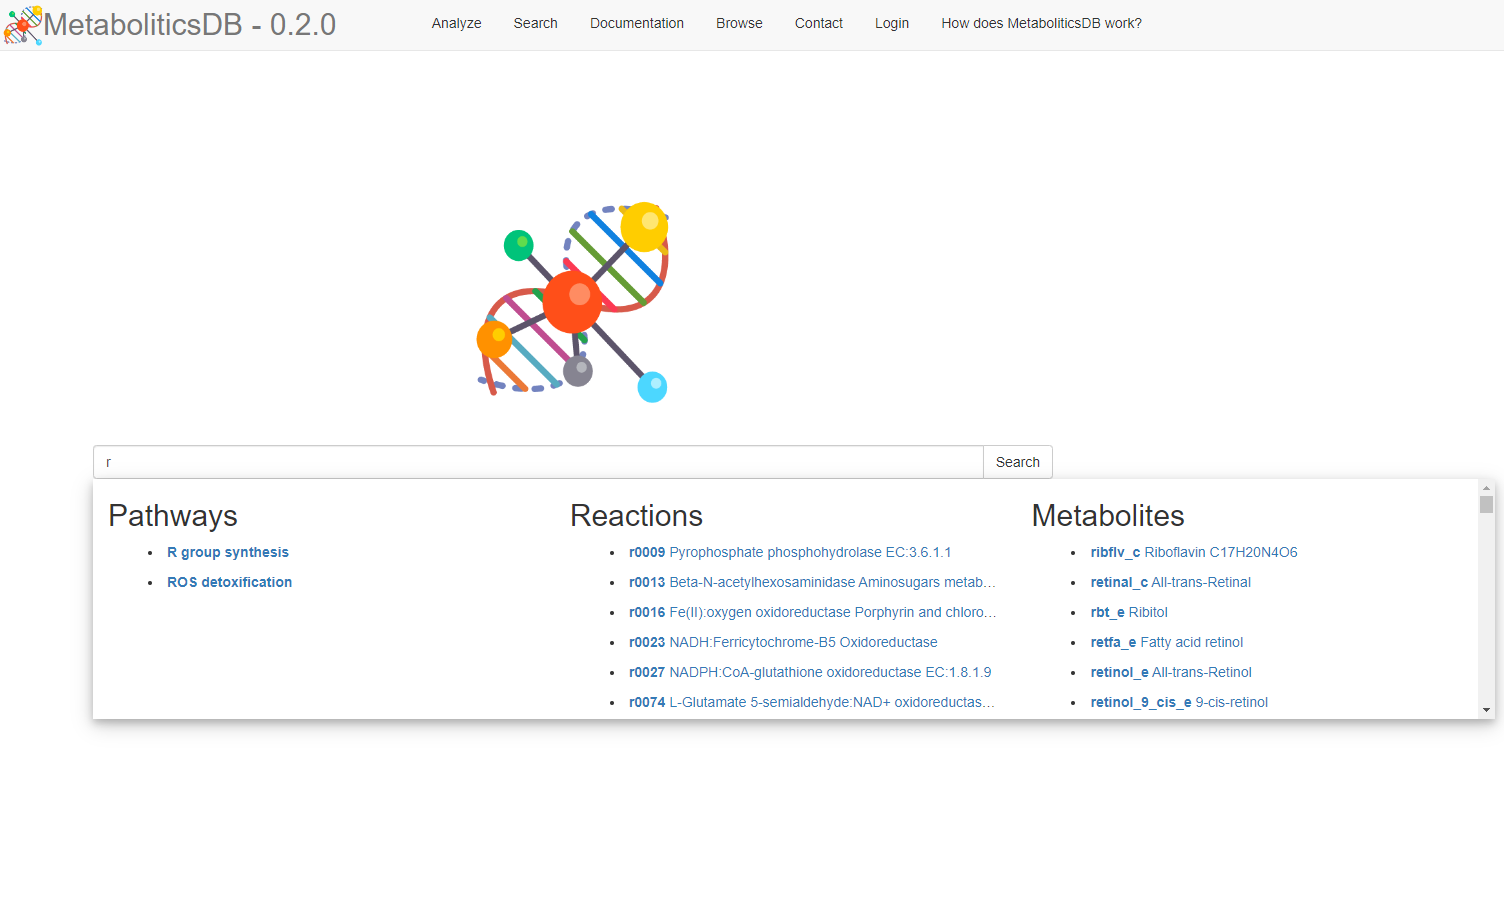 MetaboliticsDB - 0.2.0
Analyze Search Documentation Browse Contact Login How does MetaboliticsDB work?
r
Search
Pathways
R group synthesis
ROS detoxification
Reactions
r0009 Pyrophosphate phosphohydrolase EC:3.6.1.1
r0013 Beta-N-acetylhexosaminidase Aminosugars metab…
r0016 Fe(II):oxygen oxidoreductase Porphyrin and chloro…
r0023 NADH:Ferricytochrome-B5 Oxidoreductase
r0027 NADPH:CoA-glutathione oxidoreductase EC:1.8.1.9
r0074 L-Glutamate 5-semialdehyde:NAD+ oxidoreductas…
Metabolites
ribflv_c Riboflavin C17H20N4O6
retinal_c All-trans-Retinal
rbt_e Ribitol
retfa_e Fatty acid retinol
retinol_e All-trans-Retinol
retinol_9_cis_e 9-cis-retinol